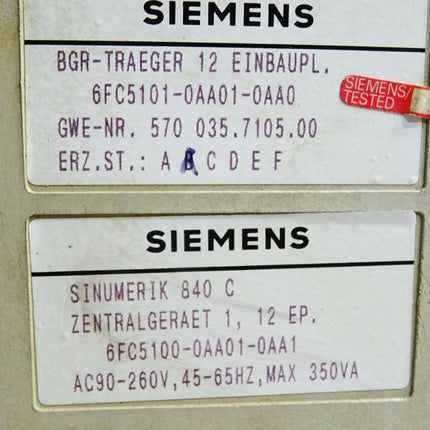 SIEMENS
BGR-TRAEGER 12 EINBAUPL.
6FC5101-0AA01-0AA0
SIEMENS/
TESTED
GWE-NR. 570 035.7105.00
ERZ.ST.: A B C D E F
SIEMENS
SINUMERIK 840 C
ZENTRALGERAET 1, 12 EP.
6FC5100-0AA01-0AA1
AC90-260V,45-65HZ,MAX 350VA